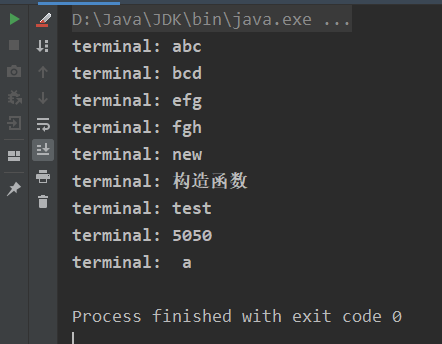 D:\Java\JDK\bin\java.exe ...
terminal: abc
terminal: bcd
terminal: efg
terminal: fgh
terminal: new
terminal: 构造函数
terminal: test
terminal: 5050
terminal:  a
Process finished with exit code 0